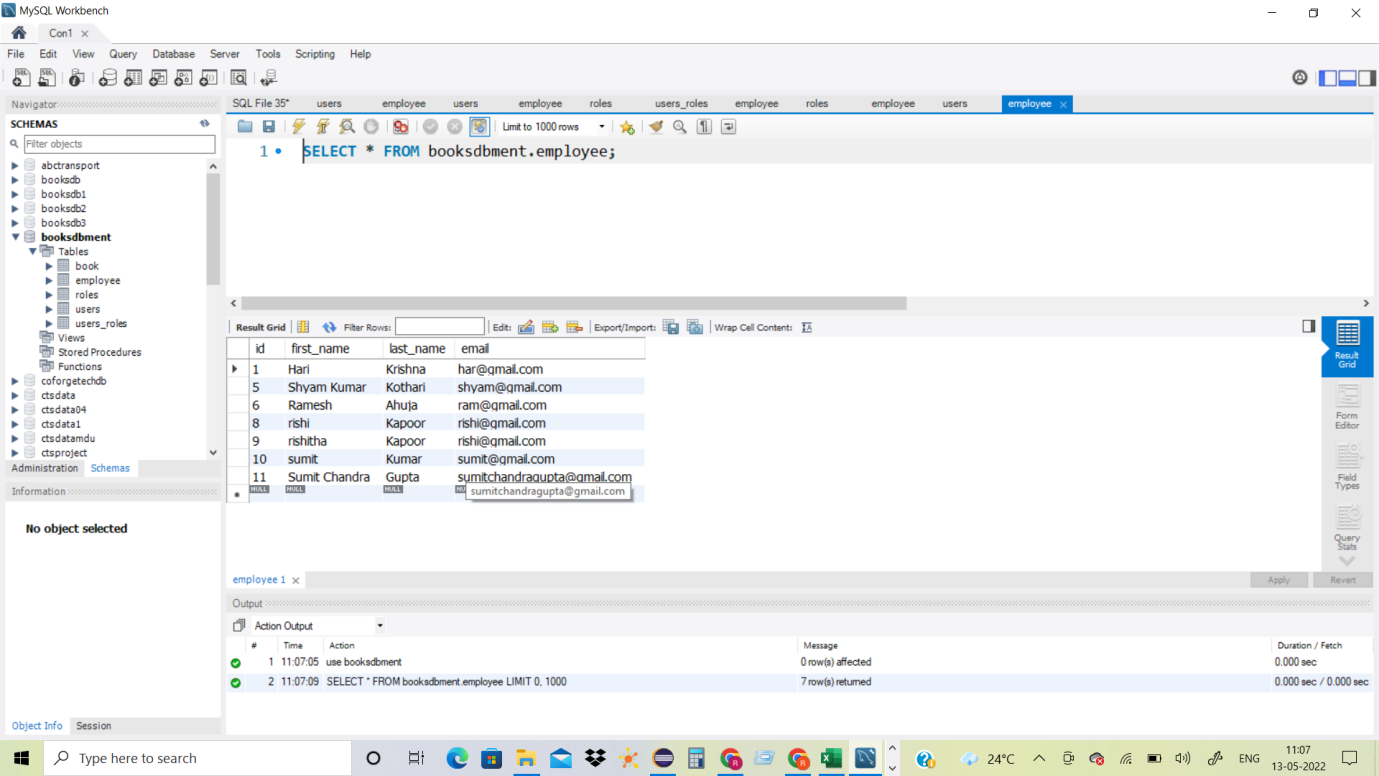 MySQL Workbench
Con1
File Edit View Query Database Server Tools Scripting Help
Navigator
SQL File 35* users employee users employee roles users_roles employee roles employee users employee
SCHEMAS
Limit to 1000 rows
Filter objects
1 SELECT * FROM booksdbment.employee;
abctransport
booksdb
booksdb1
booksdb2
booksdb3
booksdbment
Tables
book
employee
roles
users
users_roles
Views
Stored Procedures
Functions
coforgetechdb
ctsdata
ctsdata04
ctsdata1
ctsdatamdu
ctsproject
Administration Schemas
Information
No object selected
Object Info Session
Result Grid Filter Rows: Edit: Export/Import: Wrap Cell Content:
id first_name last_name email
1 Hari Krishna har@gmail.com
5 Shyam Kumar Kothari shyam@gmail.com
6 Ramesh Ahuja ram@gmail.com
8 rishi Kapoor rishi@gmail.com
9 rishitha Kapoor rishi@gmail.com
10 sumit Kumar sumit@gmail.com
11 Sumit Chandra Gupta sumitchandragupta@gmail.com
NULL NULL NULL
sumitchandragupta@gmail.com
Result
Grid
Form
Editor
Field
Types
Query
Stats
employee 1
Apply Revert
Output
Action Output
# Time Action Message Duration / Fetch
1 11:07:05 use booksdbment 0 row(s) affected 0.000 sec
2 11:07:09 SELECT * FROM booksdbment.employee LIMIT 0, 1000 7 row(s) returned 0.000 sec / 0.000 sec
Type here to search
24°C
ENG
11:07
13-05-2022